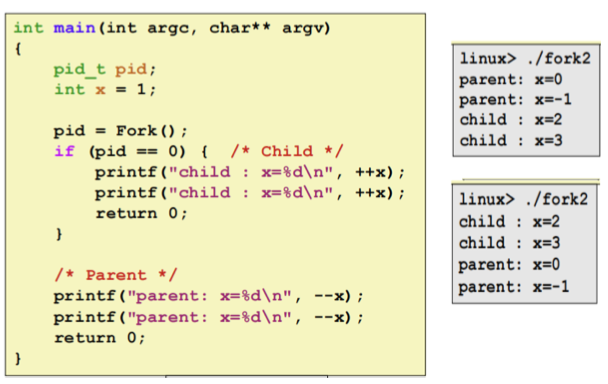 int main(int argc, char** argv)
{
    pid_t pid;
    int x = 1;

    pid = Fork();
    if (pid == 0) {  /* Child */
        printf("child : x=%d\n", ++x);
        printf("child : x=%d\n", ++x);
        return 0;
    }

    /* Parent */
    printf("parent: x=%d\n", --x);
    printf("parent: x=%d\n", --x);
    return 0;
}
linux> ./fork2
parent: x=0
parent: x=-1
child : x=2
child : x=3
linux> ./fork2
child : x=2
child : x=3
parent: x=0
parent: x=-1